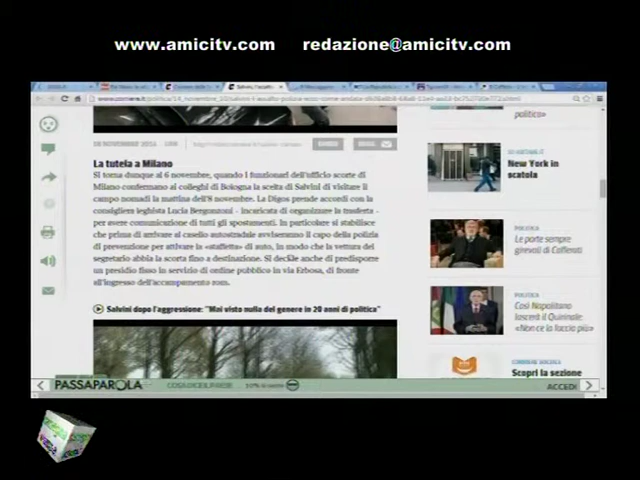 www.amicitv.com redazione@amicitv.com
politico»
La tutela a Milano
Si torna dunque al 6 novembre, quando i funzionari dell'ufficio scorte di
Milano confermano ai colleghi di Bologna la scelta di Salvini di visitare il
campo nomadi la mattina dell'8 novembre. La Digos prende accordi con la
consigliera leghista Lucia Borgonzoni - incaricata di organizzare la trasferta -
per avere comunicazione di tutti gli spostamenti. In particolare si stabilisce
che prima di arrivare al casello autostradale avviseranno il capo della polizia
di prevenzione per attivare la «staffetta» di auto, in modo che la vettura del
segretario abbia la scorta fino a destinazione. Si decide anche di predisporre
un presidio fisso in servizio di ordine pubblico in via Erbosa, di fronte
all'ingresso dell'accampamento rom.
Salvini dopo l'aggressione: "Mai visto nulla del genere in 20 anni di politica"
New York in
scatola
POLITICA
Le porte sempre
girevoli di Cofferati
POLITICA
Così Napolitano
lascerà il Quirinale:
«Non ce la faccio più»
Scopri la sezione
PASSAPAROLA
ACCEDI